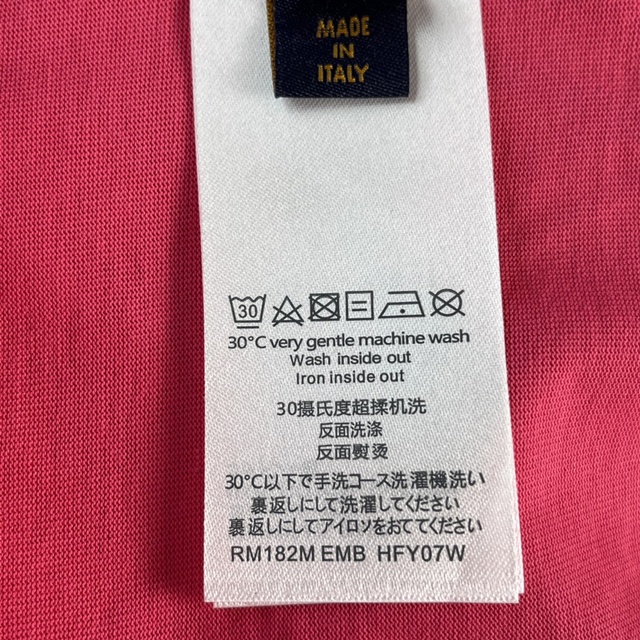 MADE
IN
ITALY
30
30°C very gentle machine wash
Wash inside out
Iron inside out
30摄氏度超揉机洗
反面洗涤
反面熨烫
30°C以下で手洗コース洗濯機洗い
裏返しにして洗濯してください
裏返しにしてアイロソをおててください
RM182M EMB HFY07W